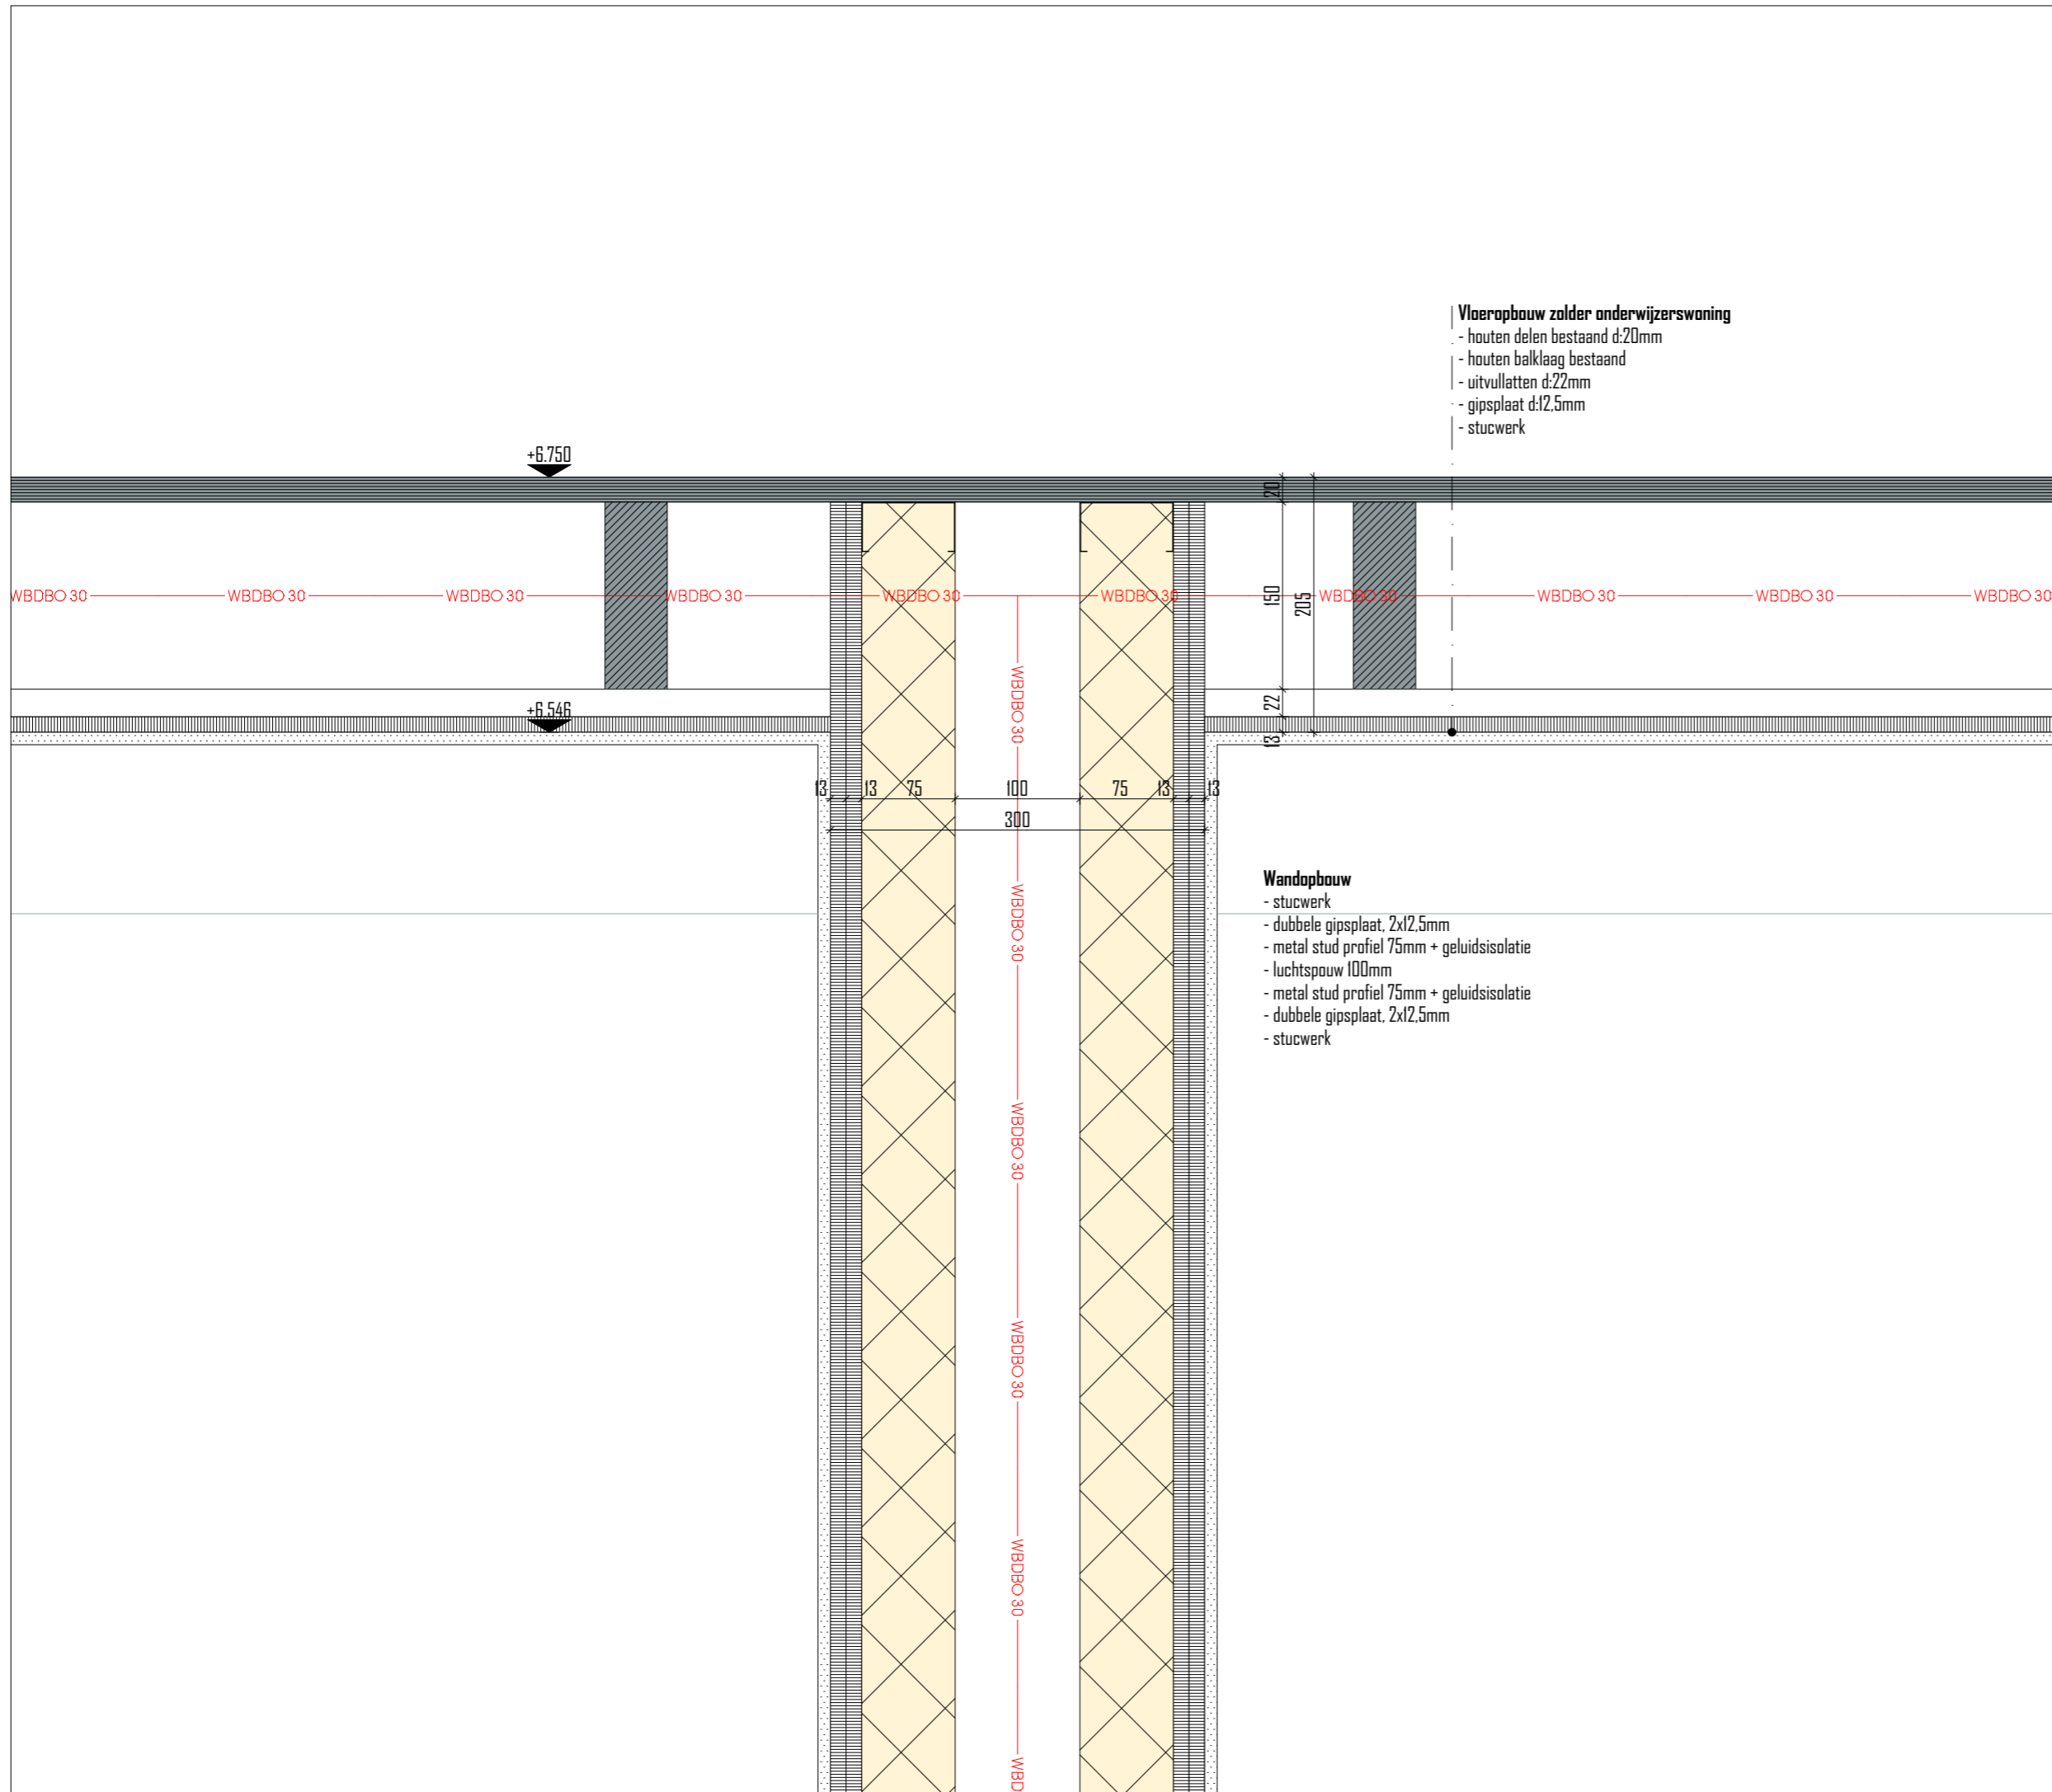 Vloeropbouw zolder onderwijzerswoning
- houten delen bestaand d:20mm
- houten balklaag bestaand
- uitvullatten d:22mm
- gipsplaat d:12,5mm
- stucwerk
+6.750
20
WBDBO 30 WBDBO 30 WBDBO 30 WBDBO 30 WBDBO 30 WBDBO 30 WBDBO 30 WBDBO 30 WBDBO 30 WBDBO 30
150
205
22
+6.546
13
WBDBO 30
13 13 75 100 75 13 13
300
Wandopbouw
- stucwerk
- dubbele gipsplaat, 2x12,5mm
- metal stud profiel 75mm + geluidsisolatie
- luchtspouw 100mm
- metal stud profiel 75mm + geluidsisolatie
- dubbele gipsplaat, 2x12,5mm
- stucwerk
WBDBO 30
WBDBO 30
WBDBO 30
WBDBO 30
WBD